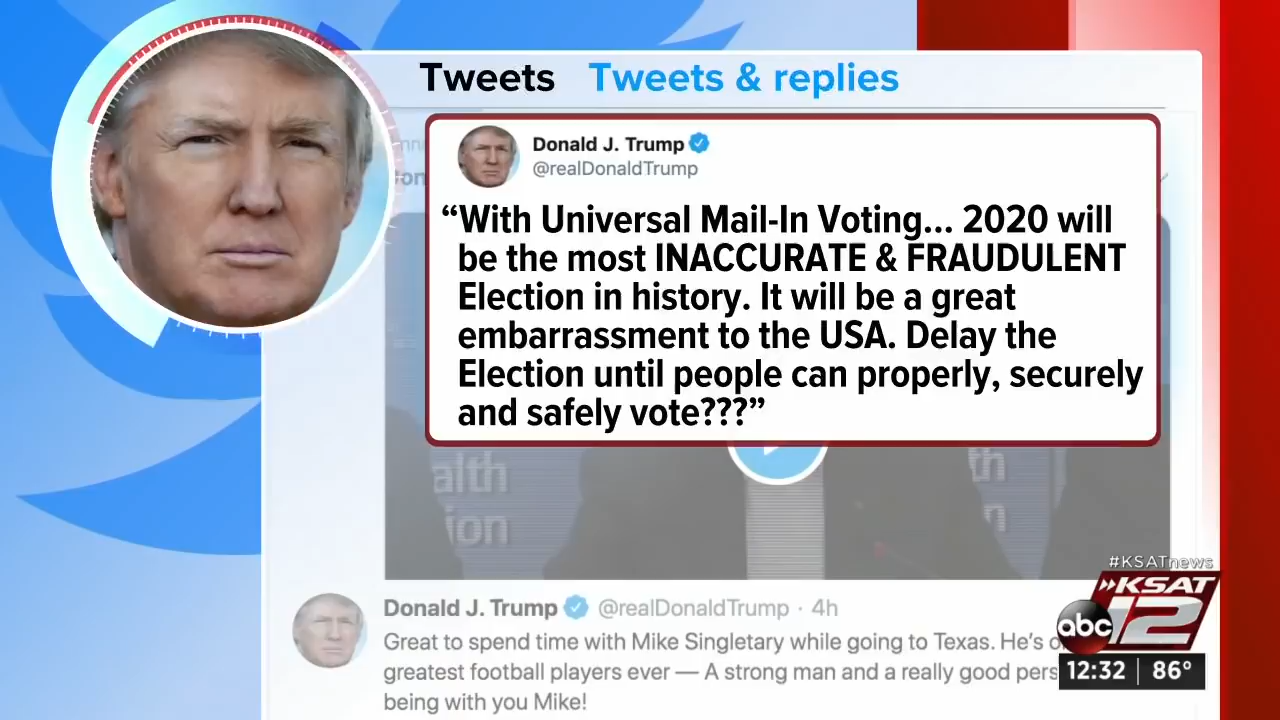 Tweets Tweets & replies
Donald J. Trump
@realDonaldTrump
“With Universal Mail-In Voting... 2020 will
be the most INACCURATE & FRAUDULENT
Election in history. It will be a great
embarrassment to the USA. Delay the
Election until people can properly, securely
and safely vote???”
alth
ion
th
n
Donald J. Trump @realDonaldTrump · 4h
Great to spend time with Mike Singletary while going to Texas. He's
greatest football players ever — A strong man and a really good pers
being with you Mike!
#KSATnews
KSAT
abc 12
12:32 | 86°